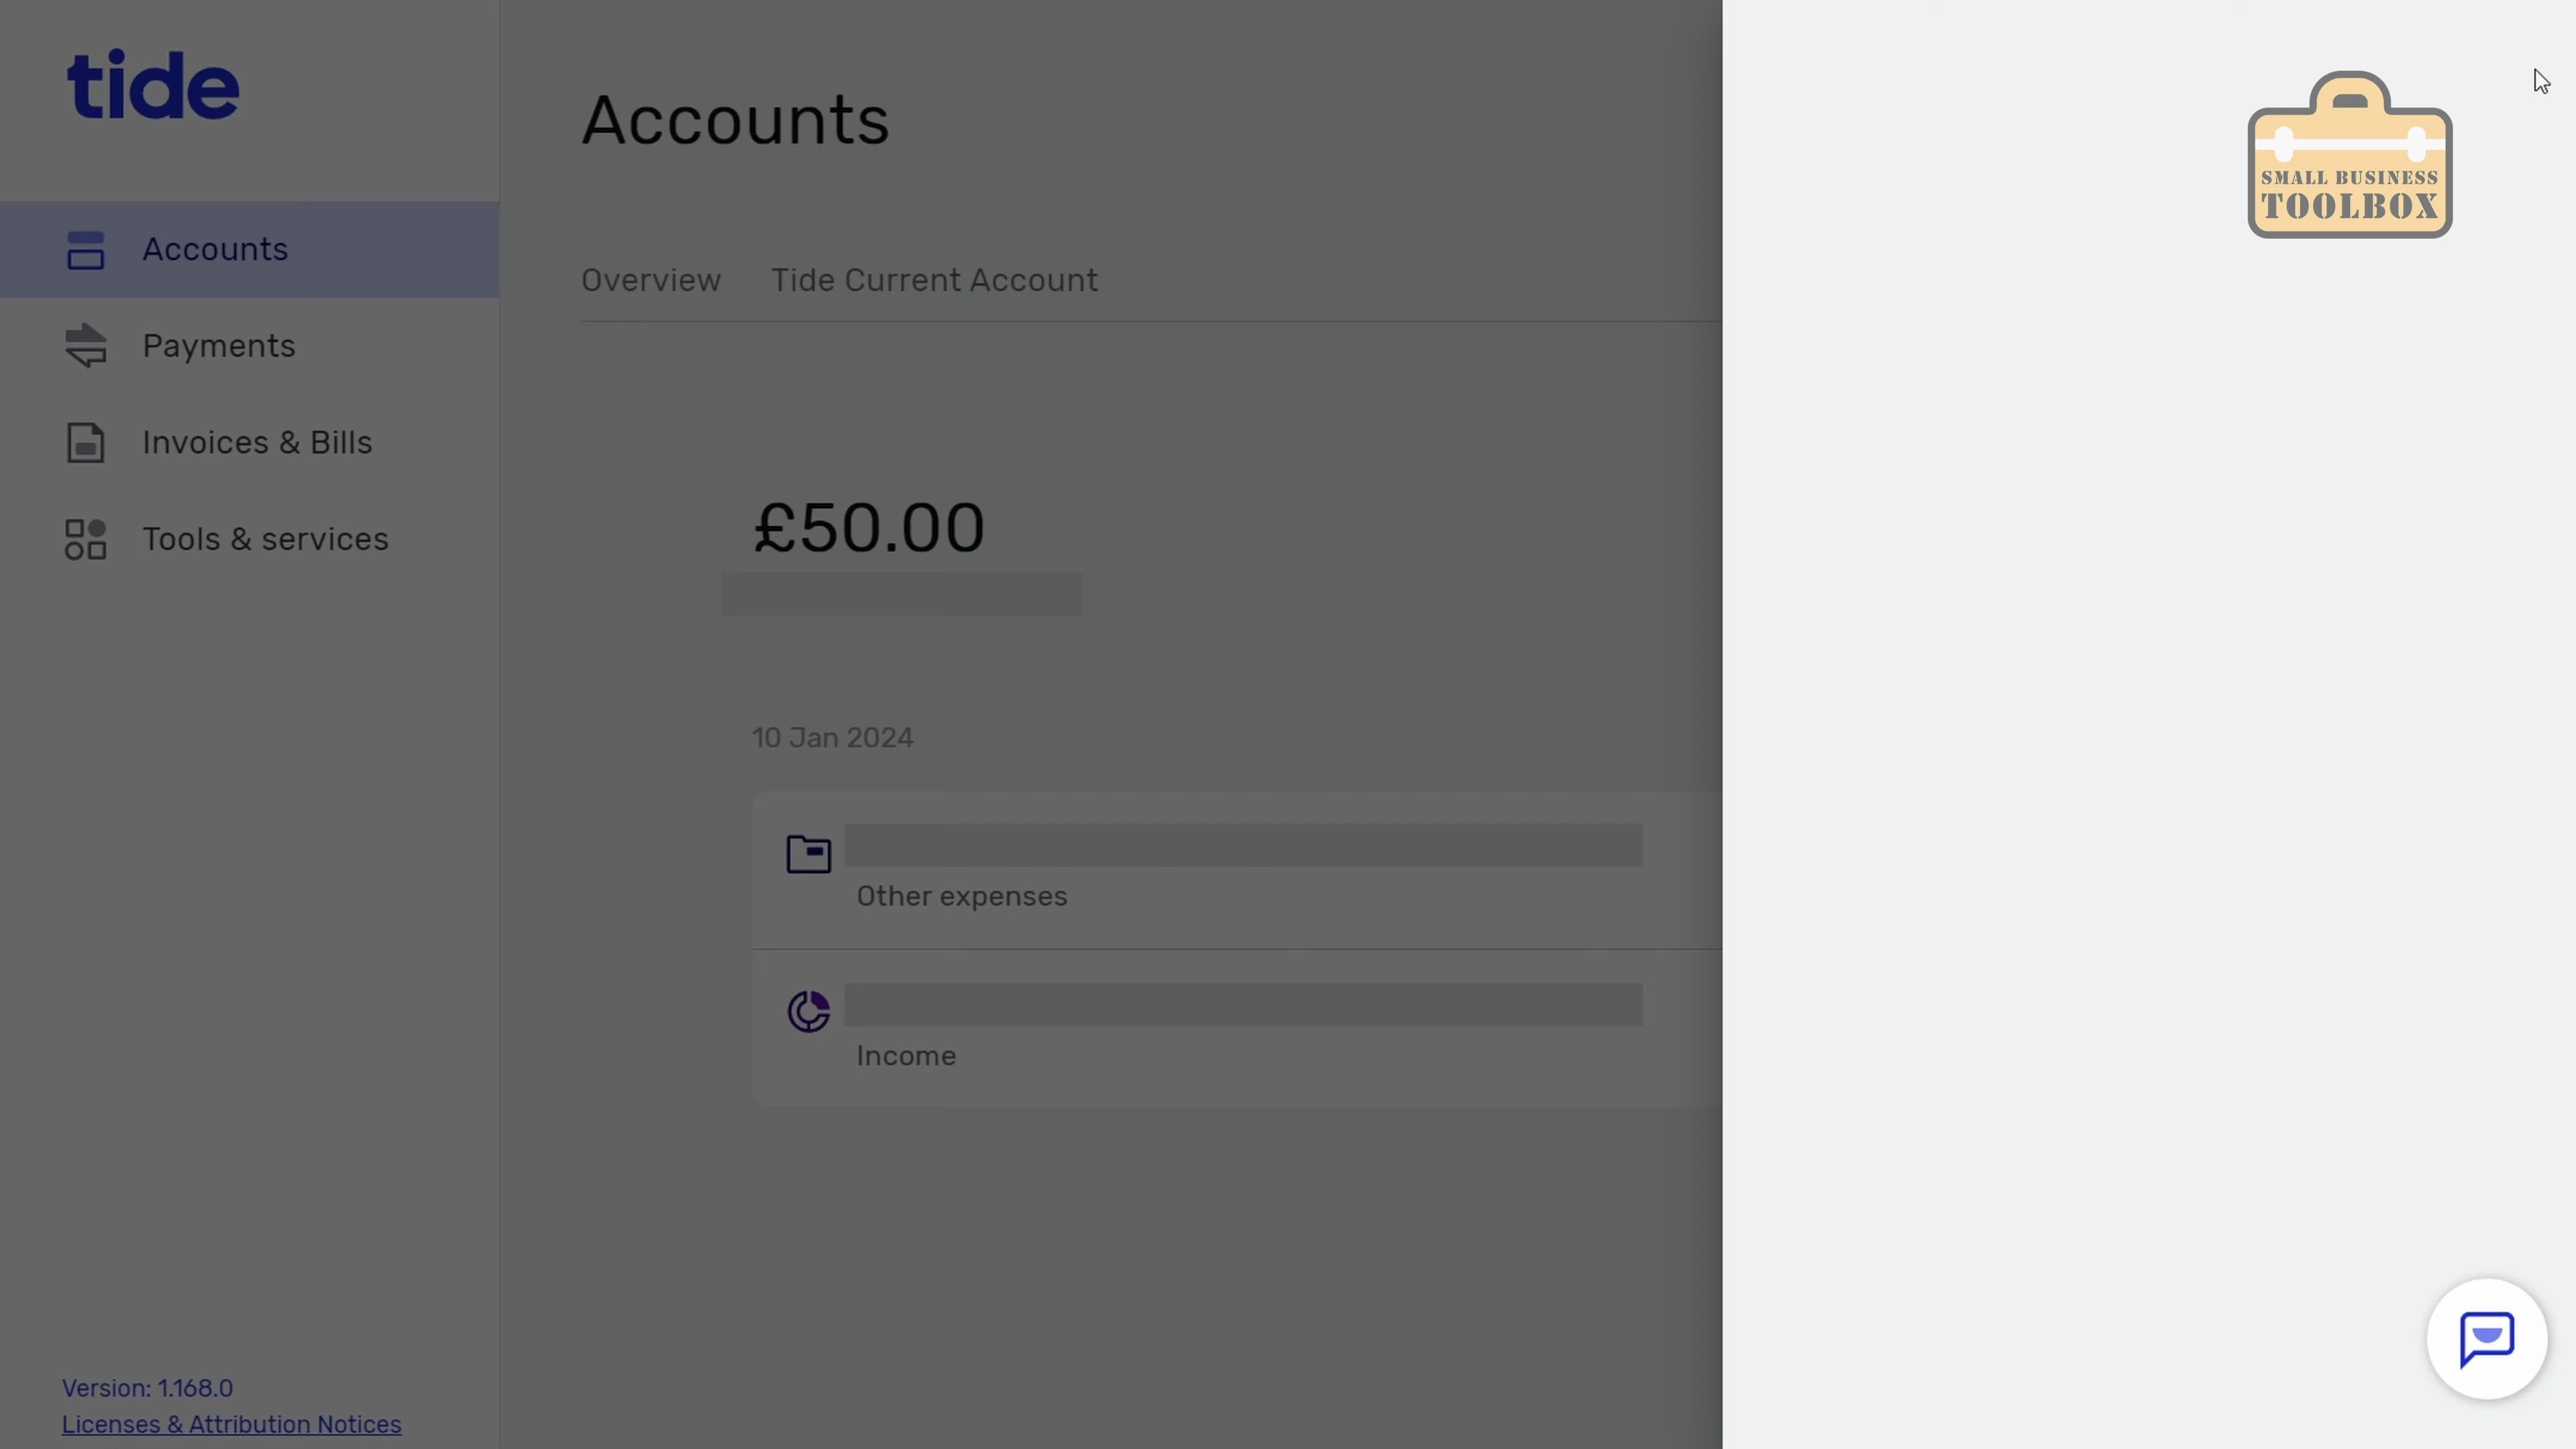 tide
Accounts
Payments
Invoices & Bills
Tools & services
Version: 1.168.0
Licenses & Attribution Notices
Accounts
Overview
Tide Current Account
£50.00
10 Jan 2024
Other expenses
Income
SMALL BUSINESS
TOOLBOX